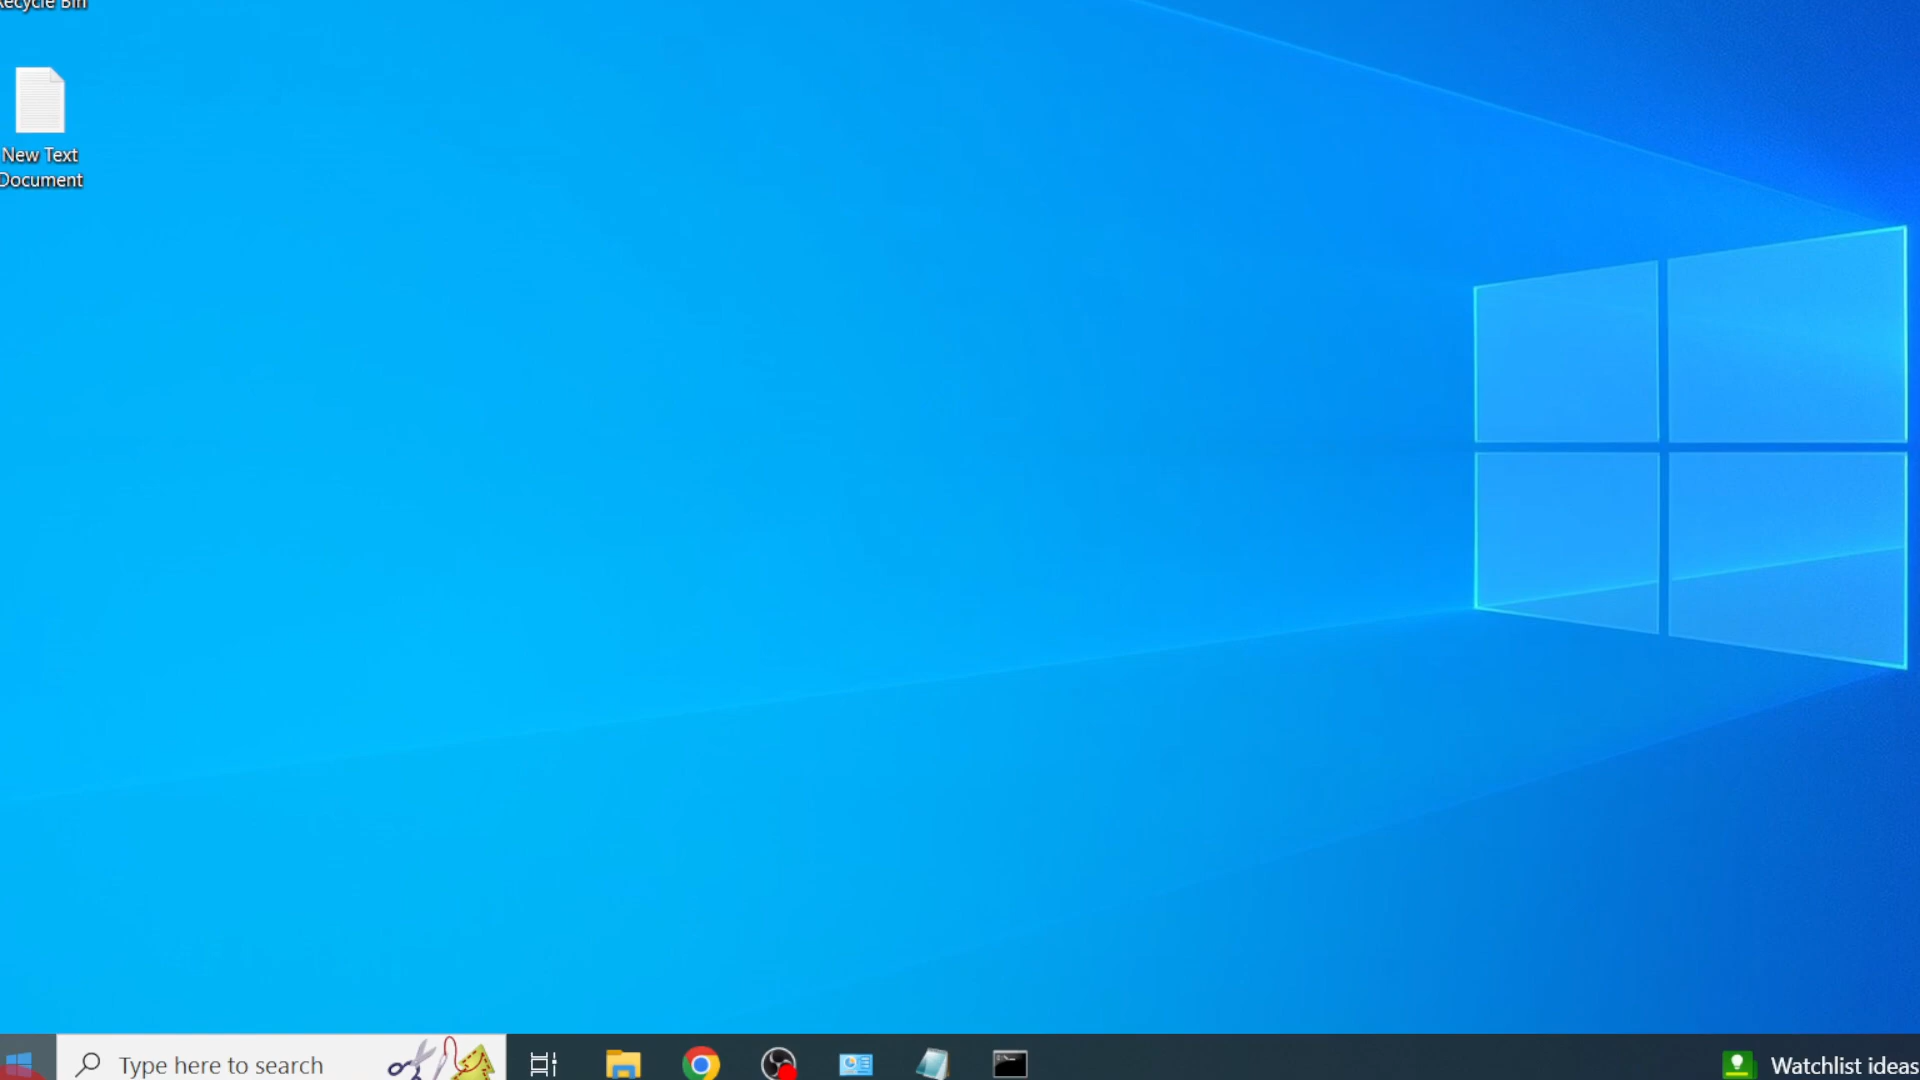 Recycle Bin
New Text
Document
Type here to search
Watchlist ideas